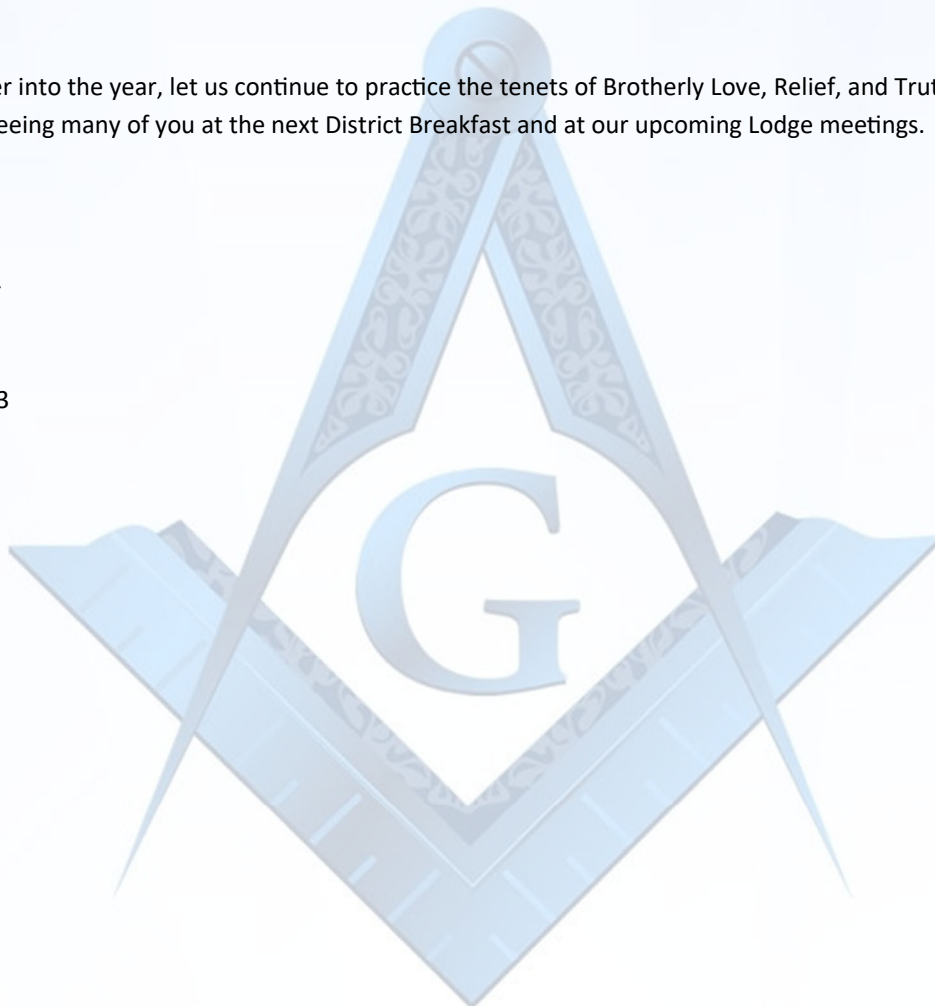 er into the year, let us continue to practice the tenets of Brotherly Love, Relief, and Trut
eeing many of you at the next District Breakfast and at our upcoming Lodge meetings.
3
G